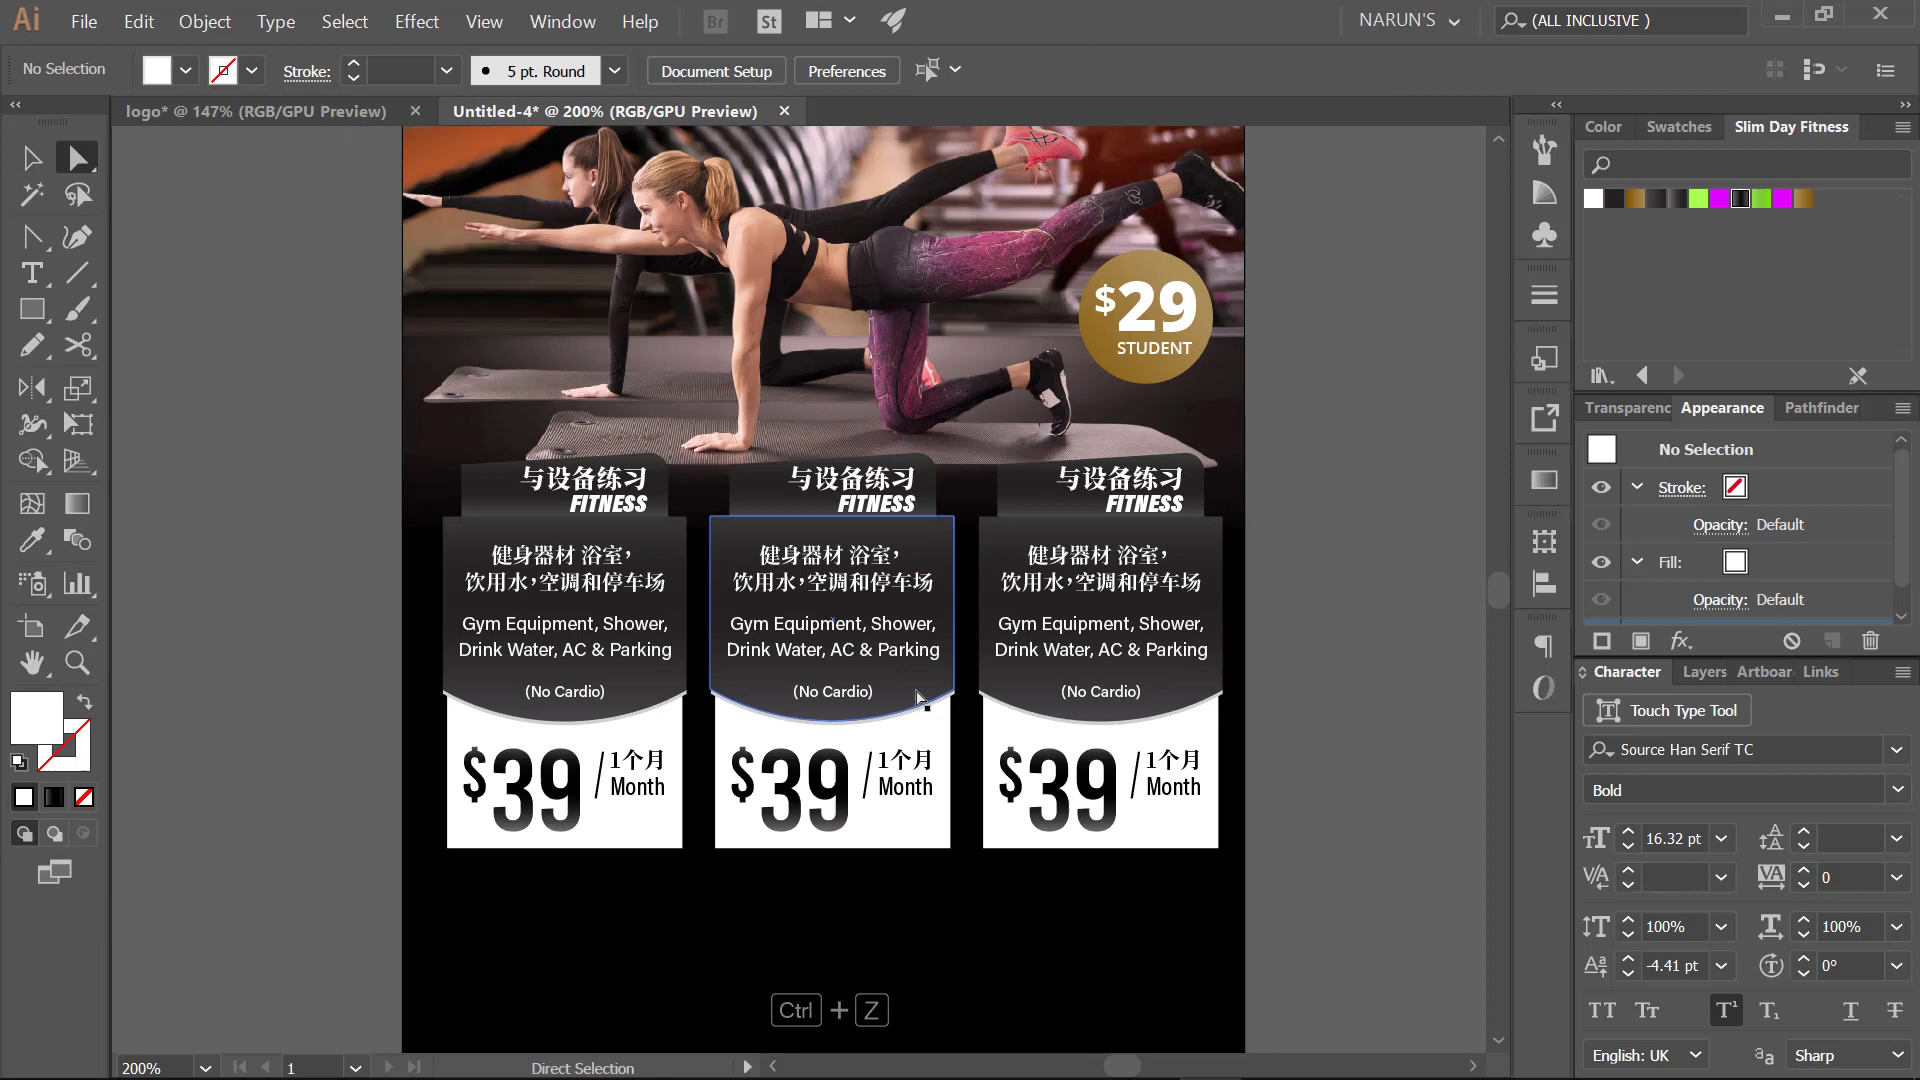 Ai File Edit Object Type Select Effect View Window Help Br St NARUN'S (ALL INCLUSIVE )
No Selection Stroke: 5 pt. Round Document Setup Preferences
logo* @ 147% (RGB/GPU Preview) Untitled-4* @ 200% (RGB/GPU Preview)
Color Swatches Slim Day Fitness
$29
STUDENT
Transparenc Appearance Pathfinder
No Selection
Stroke:
Opacity: Default
Fill:
Opacity: Default
与设备练习 与设备练习 与设备练习
FITNESS FITNESS FITNESS
健身器材 浴室， 健身器材 浴室， 健身器材 浴室，
饮用水，空调和停车场 饮用水，空调和停车场 饮用水，空调和停车场
Gym Equipment, Shower, Gym Equipment, Shower, Gym Equipment, Shower,
Drink Water, AC & Parking Drink Water, AC & Parking Drink Water, AC & Parking
(No Cardio) (No Cardio) (No Cardio)
$39 /1个月 $39 /1个月 $39 /1个月
Month Month Month
fx
Character Layers Artboar Links
Touch Type Tool
Source Han Serif TC
Bold
16.32 pt
0
100% 100%
-4.41 pt 0°
English: UK Sharp
Ctrl + Z
200% 1 Direct Selection